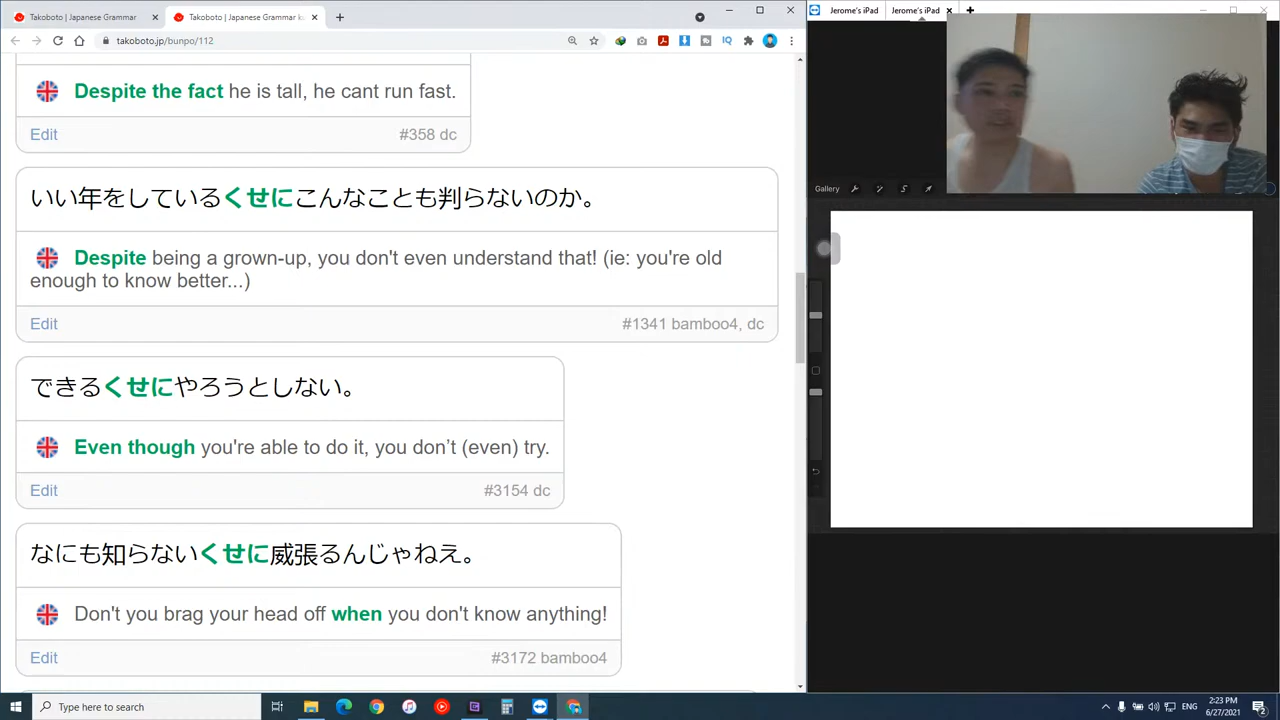 Takoboto | Japanese Grammar
Takoboto | Japanese Grammar k
takoboto.jp/bunpo/112
Despite the fact he is tall, he cant run fast.
Edit
#358 dc
いい年をしているくせにこんなことも判らないのか。
Despite being a grown-up, you don't even understand that! (ie: you're old
enough to know better...)
Edit
#1341 bamboo4, dc
できるくせにやろうとしない。
Even though you're able to do it, you don’t (even) try.
Edit
#3154 dc
なにも知らないくせに威張るんじゃねえ。
Don't you brag your head off when you don't know anything!
Edit
#3172 bamboo4
Jerome's iPad
Jerome's iPad
Gallery
Type here to search
ENG
2:23 PM
6/27/2021